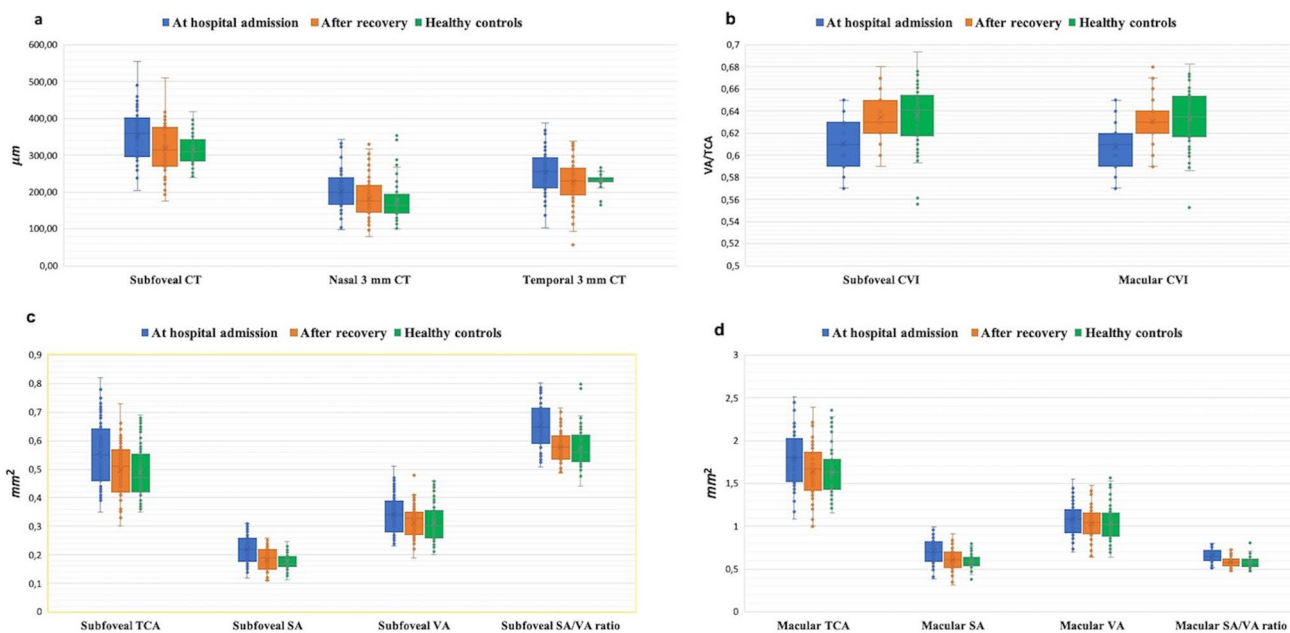 a
At hospital admission After recovery Healthy controls
600,00
500,00
400,00
300,00
200,00
100,00
0,00
μm
Subfoveal CT Nasal 3 mm CT Temporal 3 mm CT
b
At hospital admission After recovery Healthy controls
0,7
0,68
0,66
0,64
0,62
0,6
0,58
0,56
0,54
0,52
0,5
VA/TCA
Subfoveal CVI Macular CVI
c
At hospital admission After recovery Healthy controls
0,9
0,8
0,7
0,6
0,5
0,4
0,3
0,2
0,1
0
mm²
Subfoveal TCA Subfoveal SA Subfoveal VA Subfoveal SA/VA ratio
d
At hospital admission After recovery Healthy controls
3
2,5
2
1,5
1
0,5
0
mm²
Macular TCA Macular SA Macular VA Macular SA/VA ratio